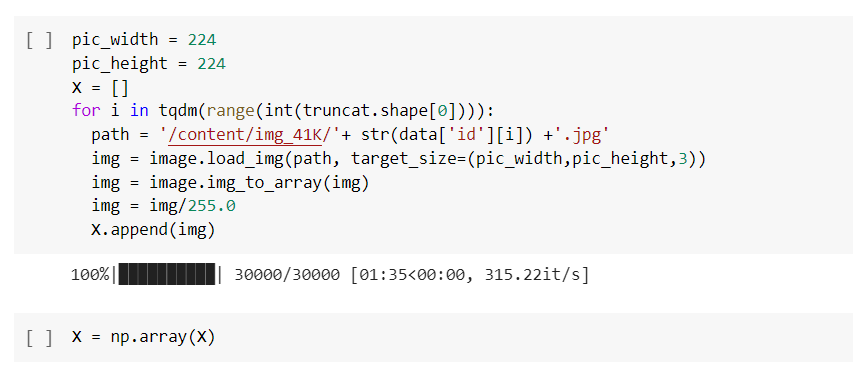 [ ] pic_width = 224
pic_height = 224
X = []
for i in tqdm(range(int(truncat.shape[0]))):
path = '/content/img_41K/'+ str(data['id'][i]) +'.jpg'
img = image.load_img(path, target_size=(pic_width,pic_height,3))
img = image.img_to_array(img)
img = img/255.0
X.append(img)
100%|██████████| 30000/30000 [01:35<00:00, 315.22it/s]
[ ] X = np.array(X)